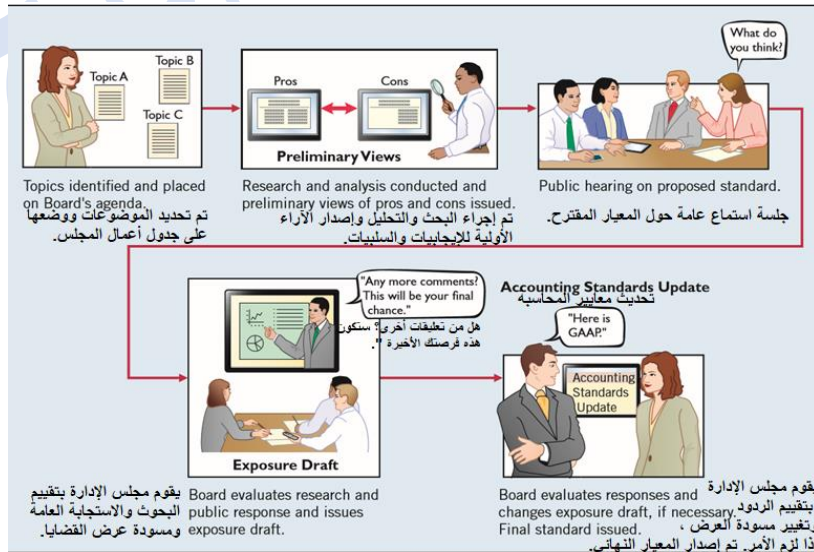 What do
you think?
Topic A
Topic B
Topic C
Pros
Cons
Preliminary Views
Topics identified and placed
on Board's agenda.
تم تحديد الموضوعات ووضعها
على جدول أعمال المجلس.
Research and analysis conducted and
preliminary views of pros and cons issued.
تم إجراء البحث والتحليل وإصدار الآراء
الأولية للإيجابيات والسلبيات.
Public hearing on proposed standard.
جلسة استماع عامة حول المعيار المقترح.
"Any more comments?
This will be your final
chance."
هل من تعليقات أخرى؟ ستكون
هذه فرصتك الأخيرة ".
Exposure Draft
Board evaluates research and
public response and issues
exposure draft.
يقوم مجلس الإدارة بتقييم
البحوث والاستجابة العامة
ومسودة عرض القضايا.
Accounting Standards Update
تحديث معايير المحاسبة
"Here is
GAAP."
Accounting
Standards
Update
Board evaluates responses and
changes exposure draft, if necessary.
Final standard issued.
يقوم مجلس الإدارة
بتقييم الردود
وتغيير مسودة العرض ،
ذا لزم الأمر. تم إصدار المعيار النهائي.